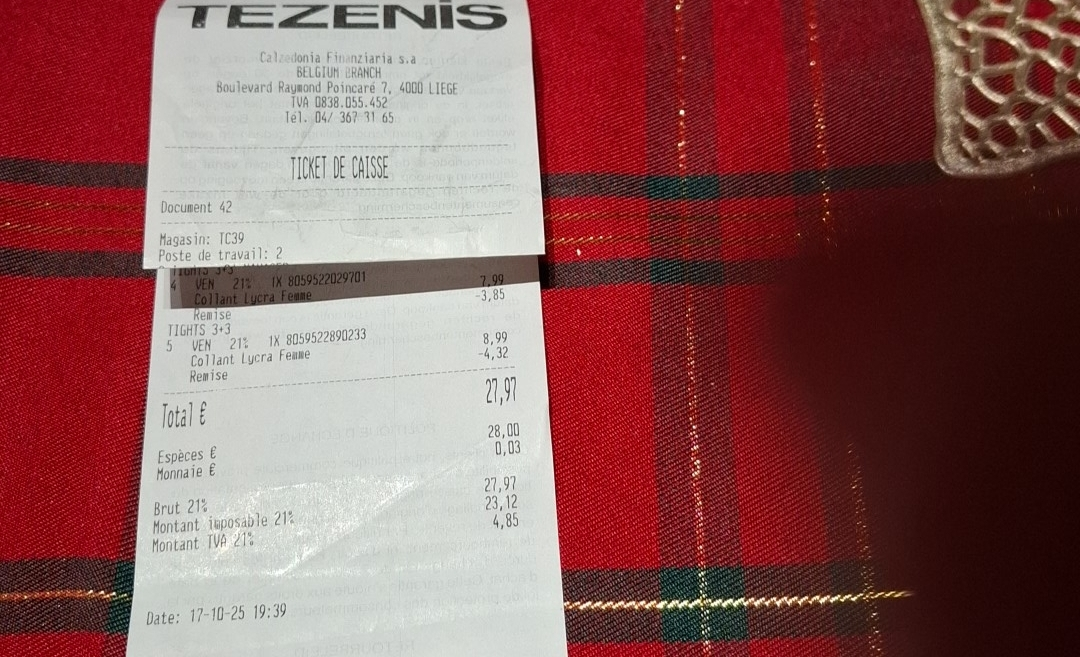 TEZENIS
Calzedonia Finanziaria s.a
BELGIUM BRANCH
Boulevard Raymond Poincaré 7, 4000 LIEGE
TVA 0838.055.452
Tél. 04/ 367 31 65
TICKET DE CAISSE
Document 42
Magasin: TC39
Poste de travail: 2
TIGHTS 3+3
4 VEN 21% 1X 8059522029701 7,99
Collant Lycra Femme -3,85
Remise
TIGHTS 3+3
5 VEN 21% 1X 8059522890233 8,99
Collant Lycra Femme -4,32
Remise
Total € 27,97
Espèces € 28,00
Monnaie € 0,03
Brut 21% 27,97
Montant imposable 21% 23,12
Montant TVA 21% 4,85
Date: 17-10-25 19:39